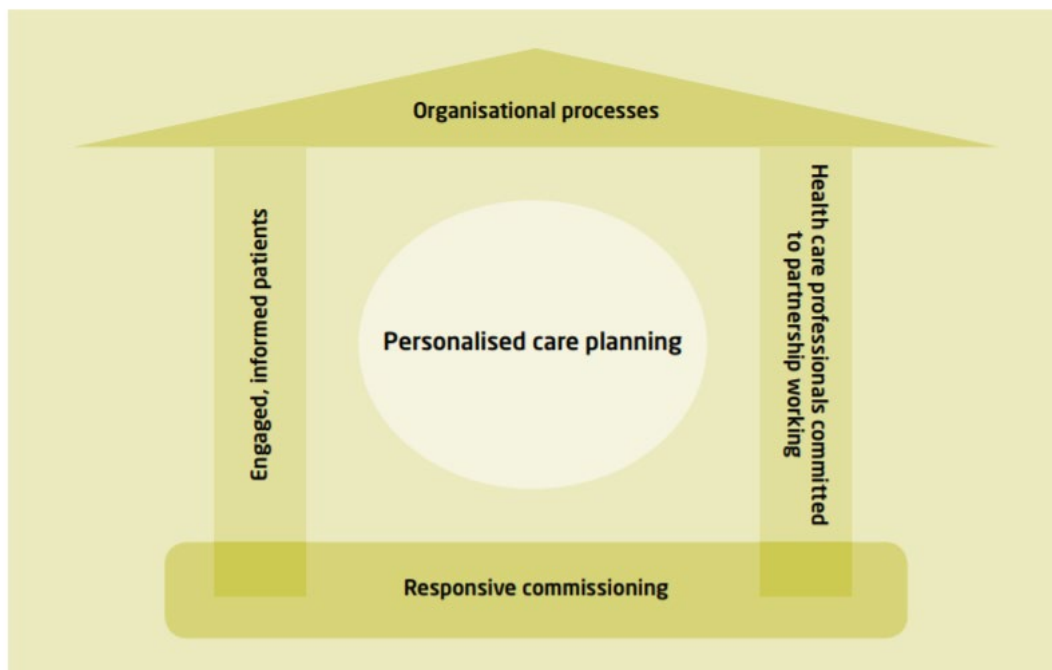 Organisational processes
Engaged, informed patients
Personalised care planning
Health care professionals committed
to partnership working
Responsive commissioning